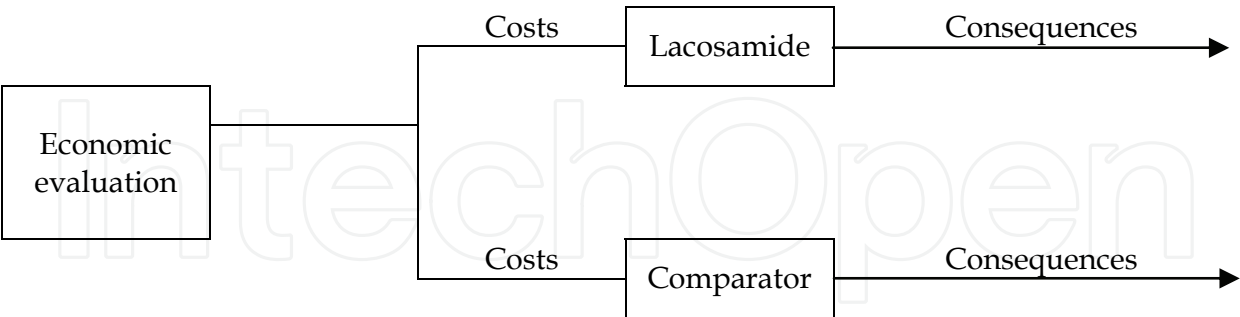 Costs
Lacosamide
Consequences
Economic
evaluation
IntechOpen
Costs
Comparator
Consequences